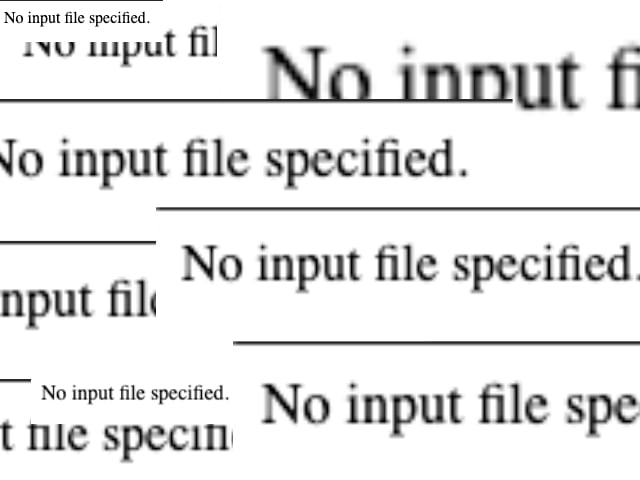 No input file specified.
No input fil
No input fi
No input file specified.
No input file specified.
nput file
No input file specified.
No input file spe
t file specifi